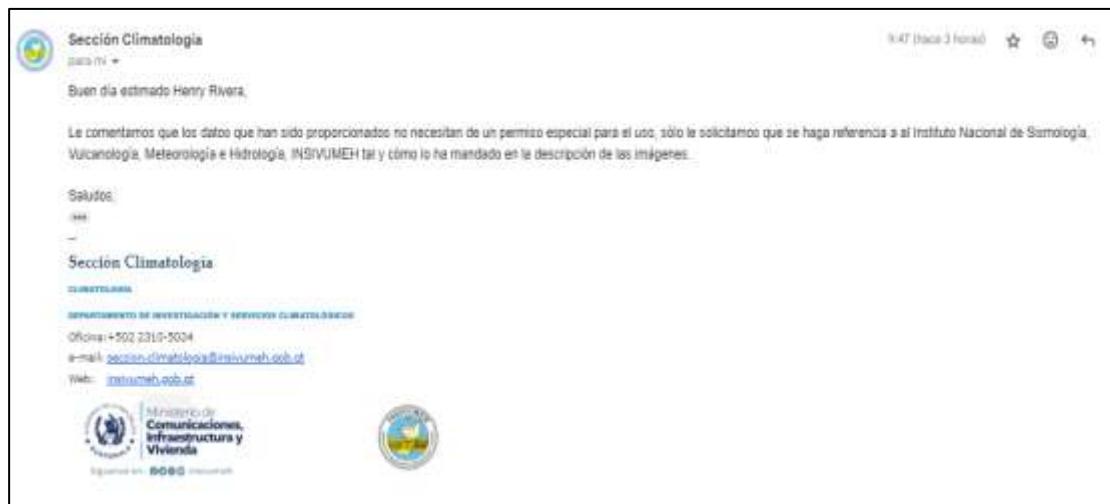 Sección Climatología
9:47 (hace 3 horas)
para mí
Buen día estimado Henry Rivera,
Le comentamos que los datos que han sido proporcionados no necesitan de un permiso especial para el uso, sólo le solicitamos que se haga referencia a al Instituto Nacional de Sismología,
Vulcanología, Meteorología e Hidrología, INSIVUMEH tal y cómo lo ha mandado en la descripción de las imágenes.
Saludos,
--
Sección Climatología
CLIMATOLOGÍA
DEPARTAMENTO DE INVESTIGACIÓN Y SERVICIOS CLIMATOLÓGICOS
Oficina: +502 2310-5024
e-mail: seccion.climatologia@insivumeh.gob.gt
Web: insivumeh.gob.gt
Ministerio de
Comunicaciones,
Infraestructura y
Vivienda
Síguenos en: insivumeh